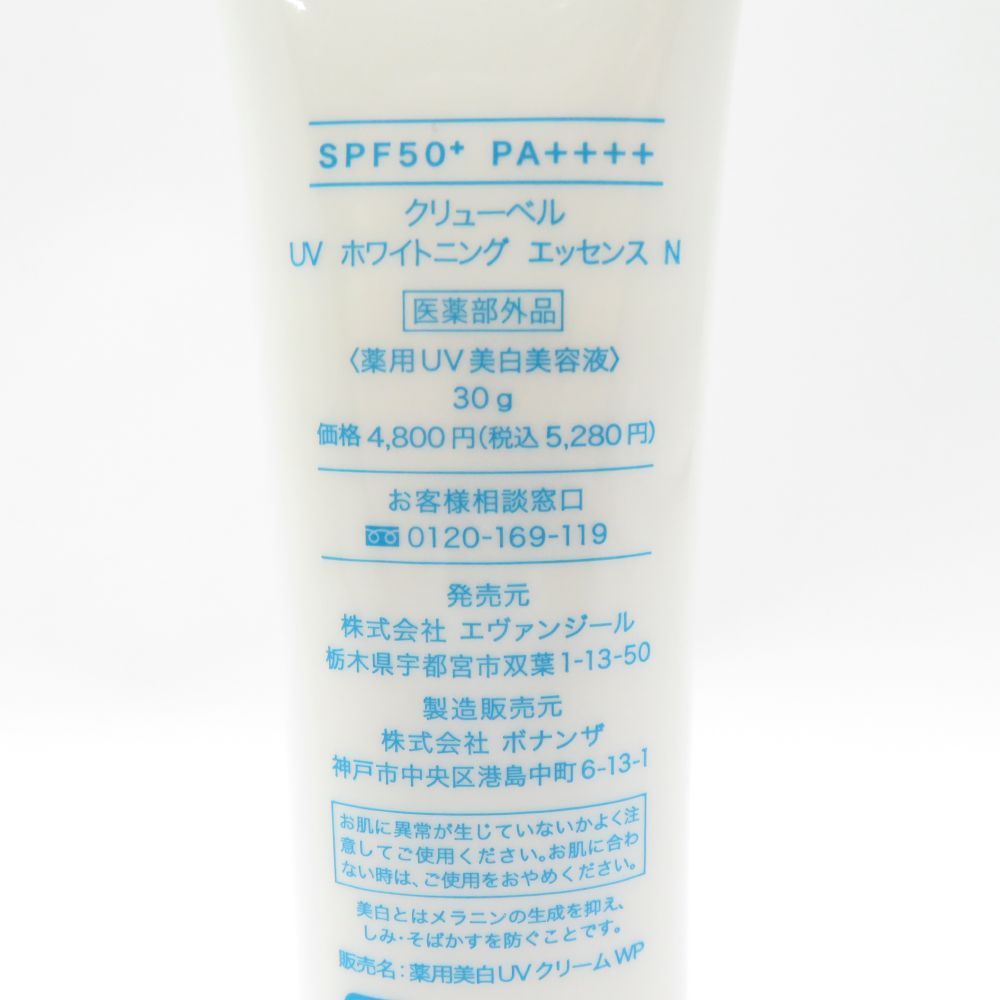 SPF50+ PA++++
クリューベル
UV ホワイトニング エッセンス N
医薬部外品
〈薬用UV美白美容液〉
30g
価格4,800円(税込5,280円)
お客様相談窓口
0120-169-119
発売元
株式会社 エヴァンジール
栃木県宇都宮市双葉1-13-50
製造販売元
株式会社 ボナンザ
神戸市中央区港島中町6-13-1
お肌に異常が生じていないかよく注
意してご使用ください。お肌に合わ
ない時は、ご使用をおやめください。
美白とはメラニンの生成を抑え、
しみ・そばかすを防ぐことです。
販売名:薬用美白UVクリームWP